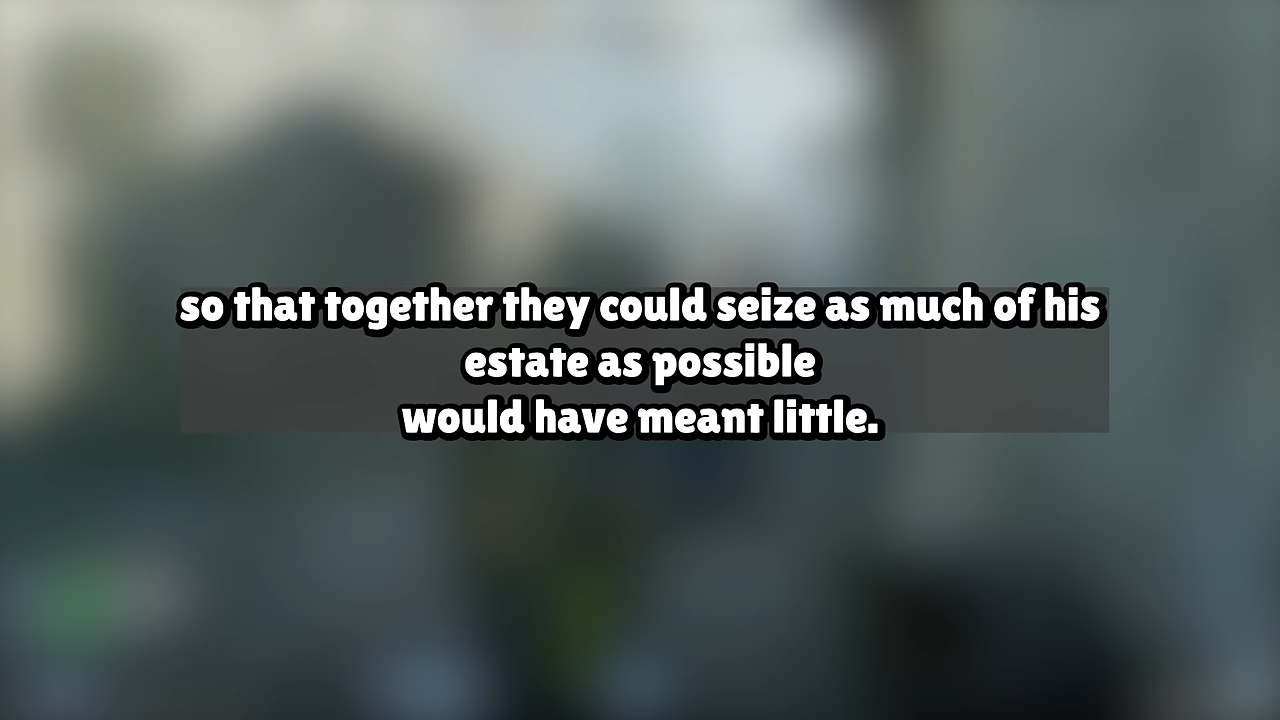 so that together they could seize as much of his
estate as possible
would have meant little.